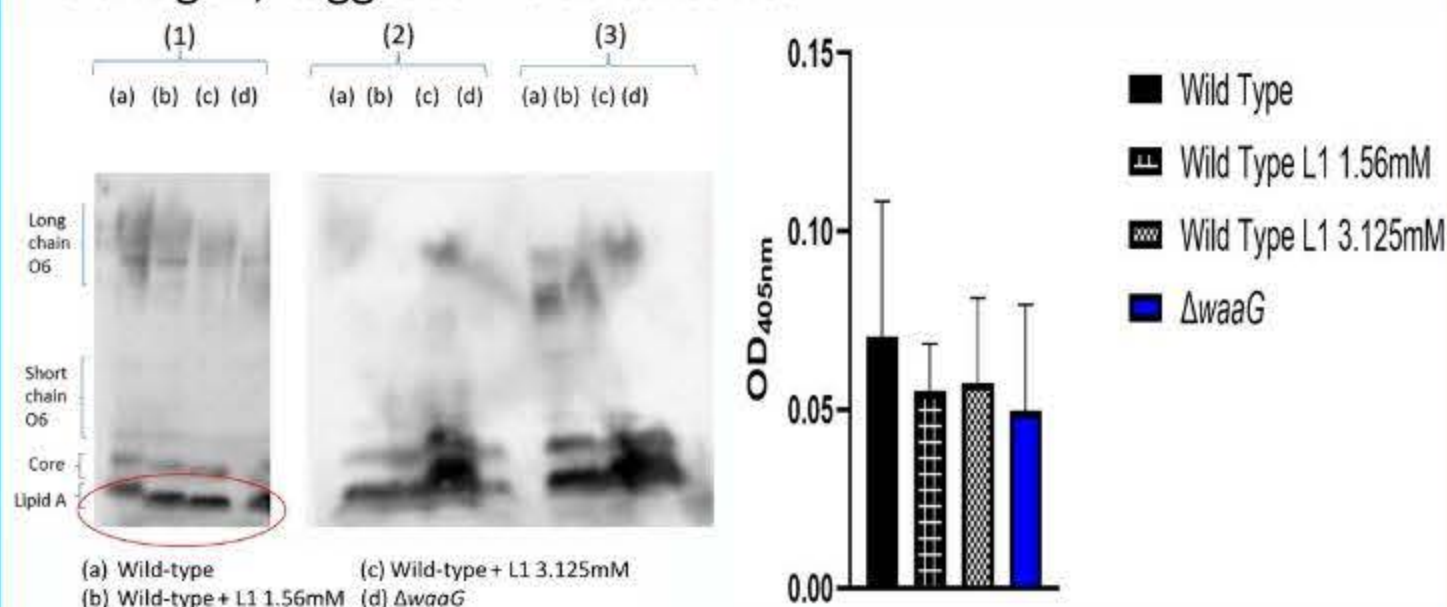 (1) (2) (3)
(a) (b) (c) (d) (a) (b) (c) (d) (a) (b) (c) (d)
Long
chain
O6
Short
chain
O6
Core
Lipid A
(a) Wild-type (c) Wild-type + L1 3.125mM
(b) Wild-type + L1 1.56mM (d) ΔwaaG
0.15
0.10
0.05
0.00
OD405nm
Wild Type
Wild Type L1 1.56mM
Wild Type L1 3.125mM
ΔwaaG